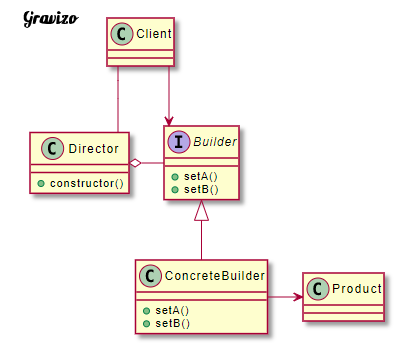 Gravizo
C Client
C Director
constructor()
I Builder
setA()
setB()
C ConcreteBuilder
setA()
setB()
C Product